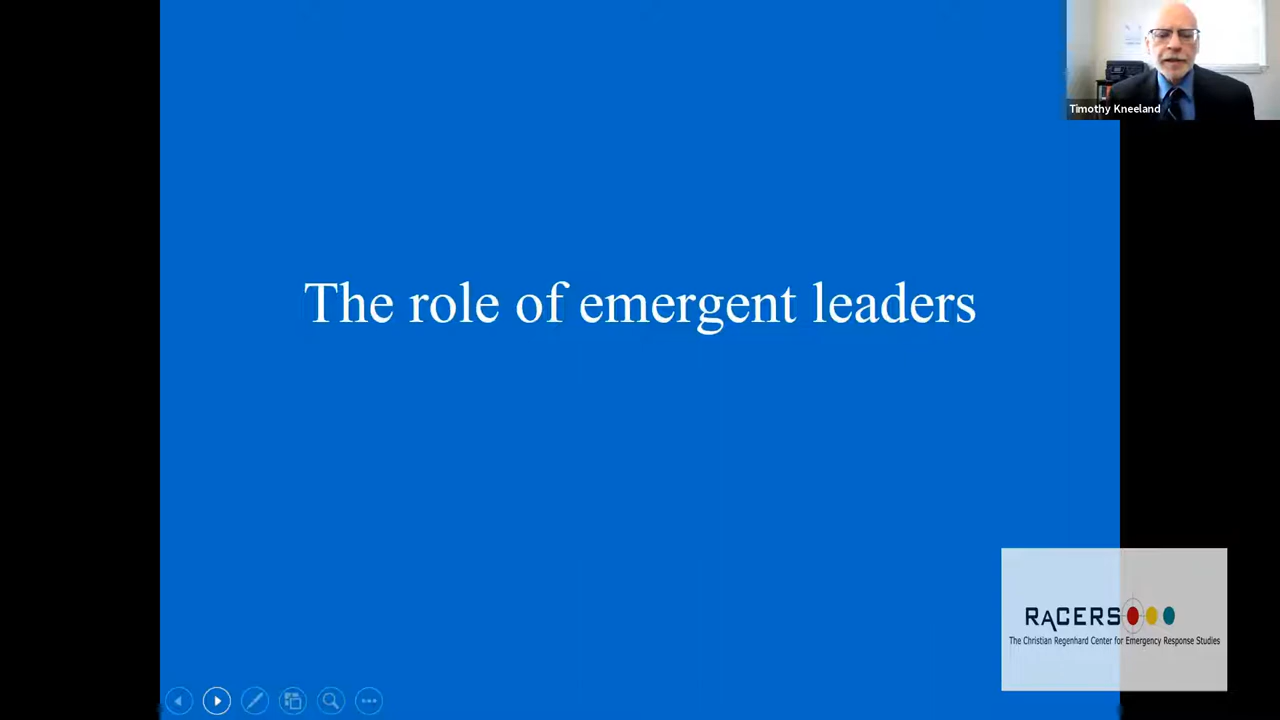 Timothy Kneeland
The role of emergent leaders
RaCERS
The Christian Regenhard Center for Emergency Response Studies